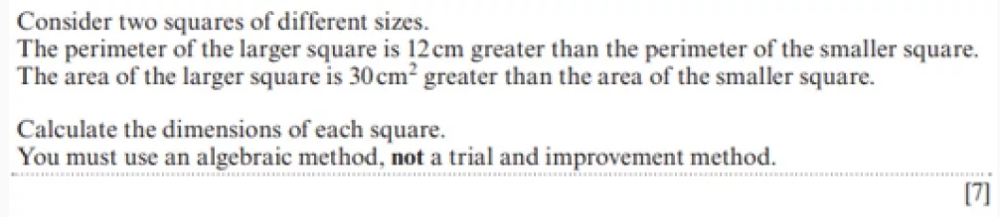 Consider two squares of different sizes.
The perimeter of the larger square is 12 cm greater than the perimeter of the smaller square.
The area of the larger square is 30 cm² greater than the area of the smaller square.
Calculate the dimensions of each square.
You must use an algebraic method, not a trial and improvement method.
[7]